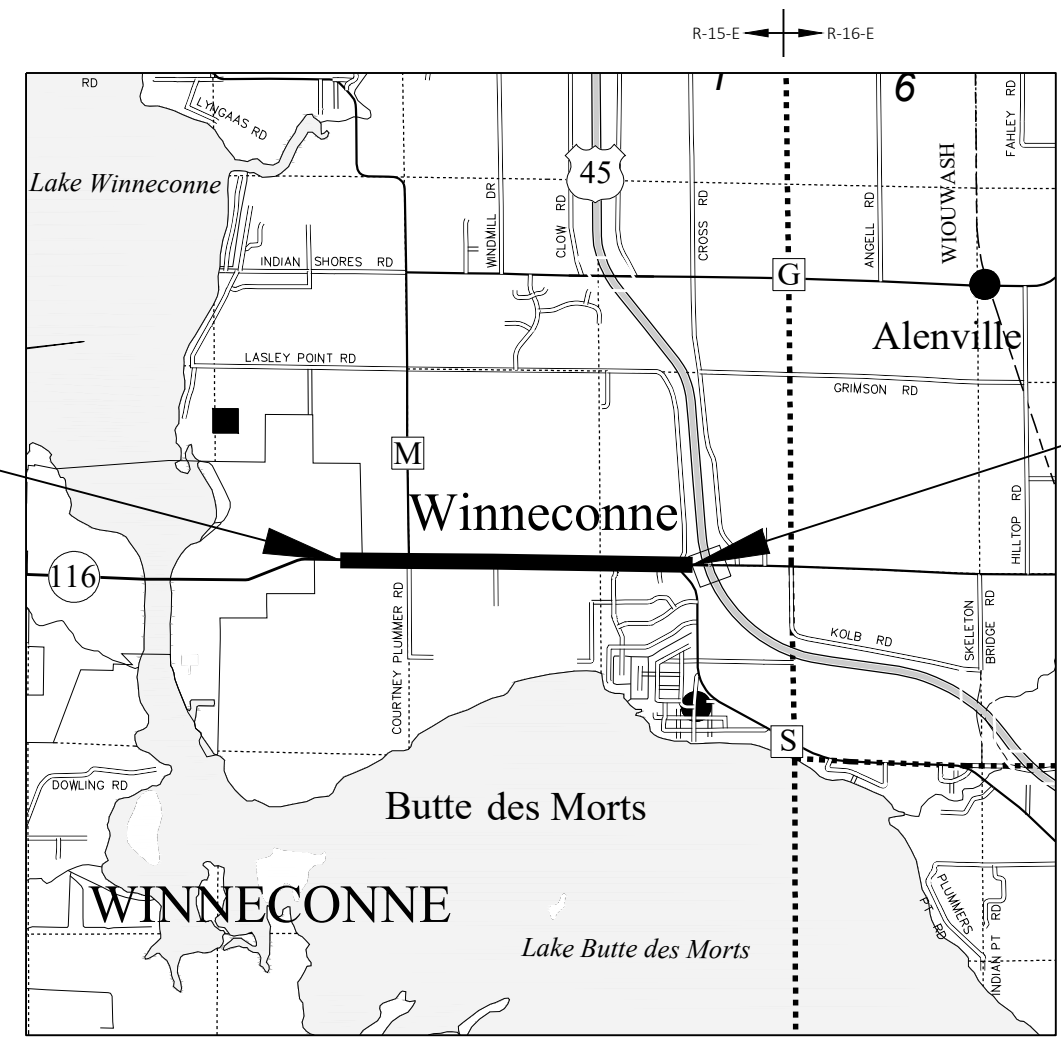 R-15-E R-16-E
RD
LYNGAAS RD
6
FAHLEY RD
Lake Winneconne
45
WINDMILL DR
CLOW RD
CROSS RD
ANGELL RD
WIOUWASH
INDIAN SHORES RD
G
Alenville
LASLEY POINT RD
GRIMSON RD
M
Winneconne
HILLTOP RD
116
COURTNEY PLUMMER RD
KOLB RD
SKELETON
BRIDGE RD
S
DOWLING RD
Butte des Morts
WINNECONNE
PLUMMERS
PT RD
INDIAN PT RD
Lake Butte des Morts